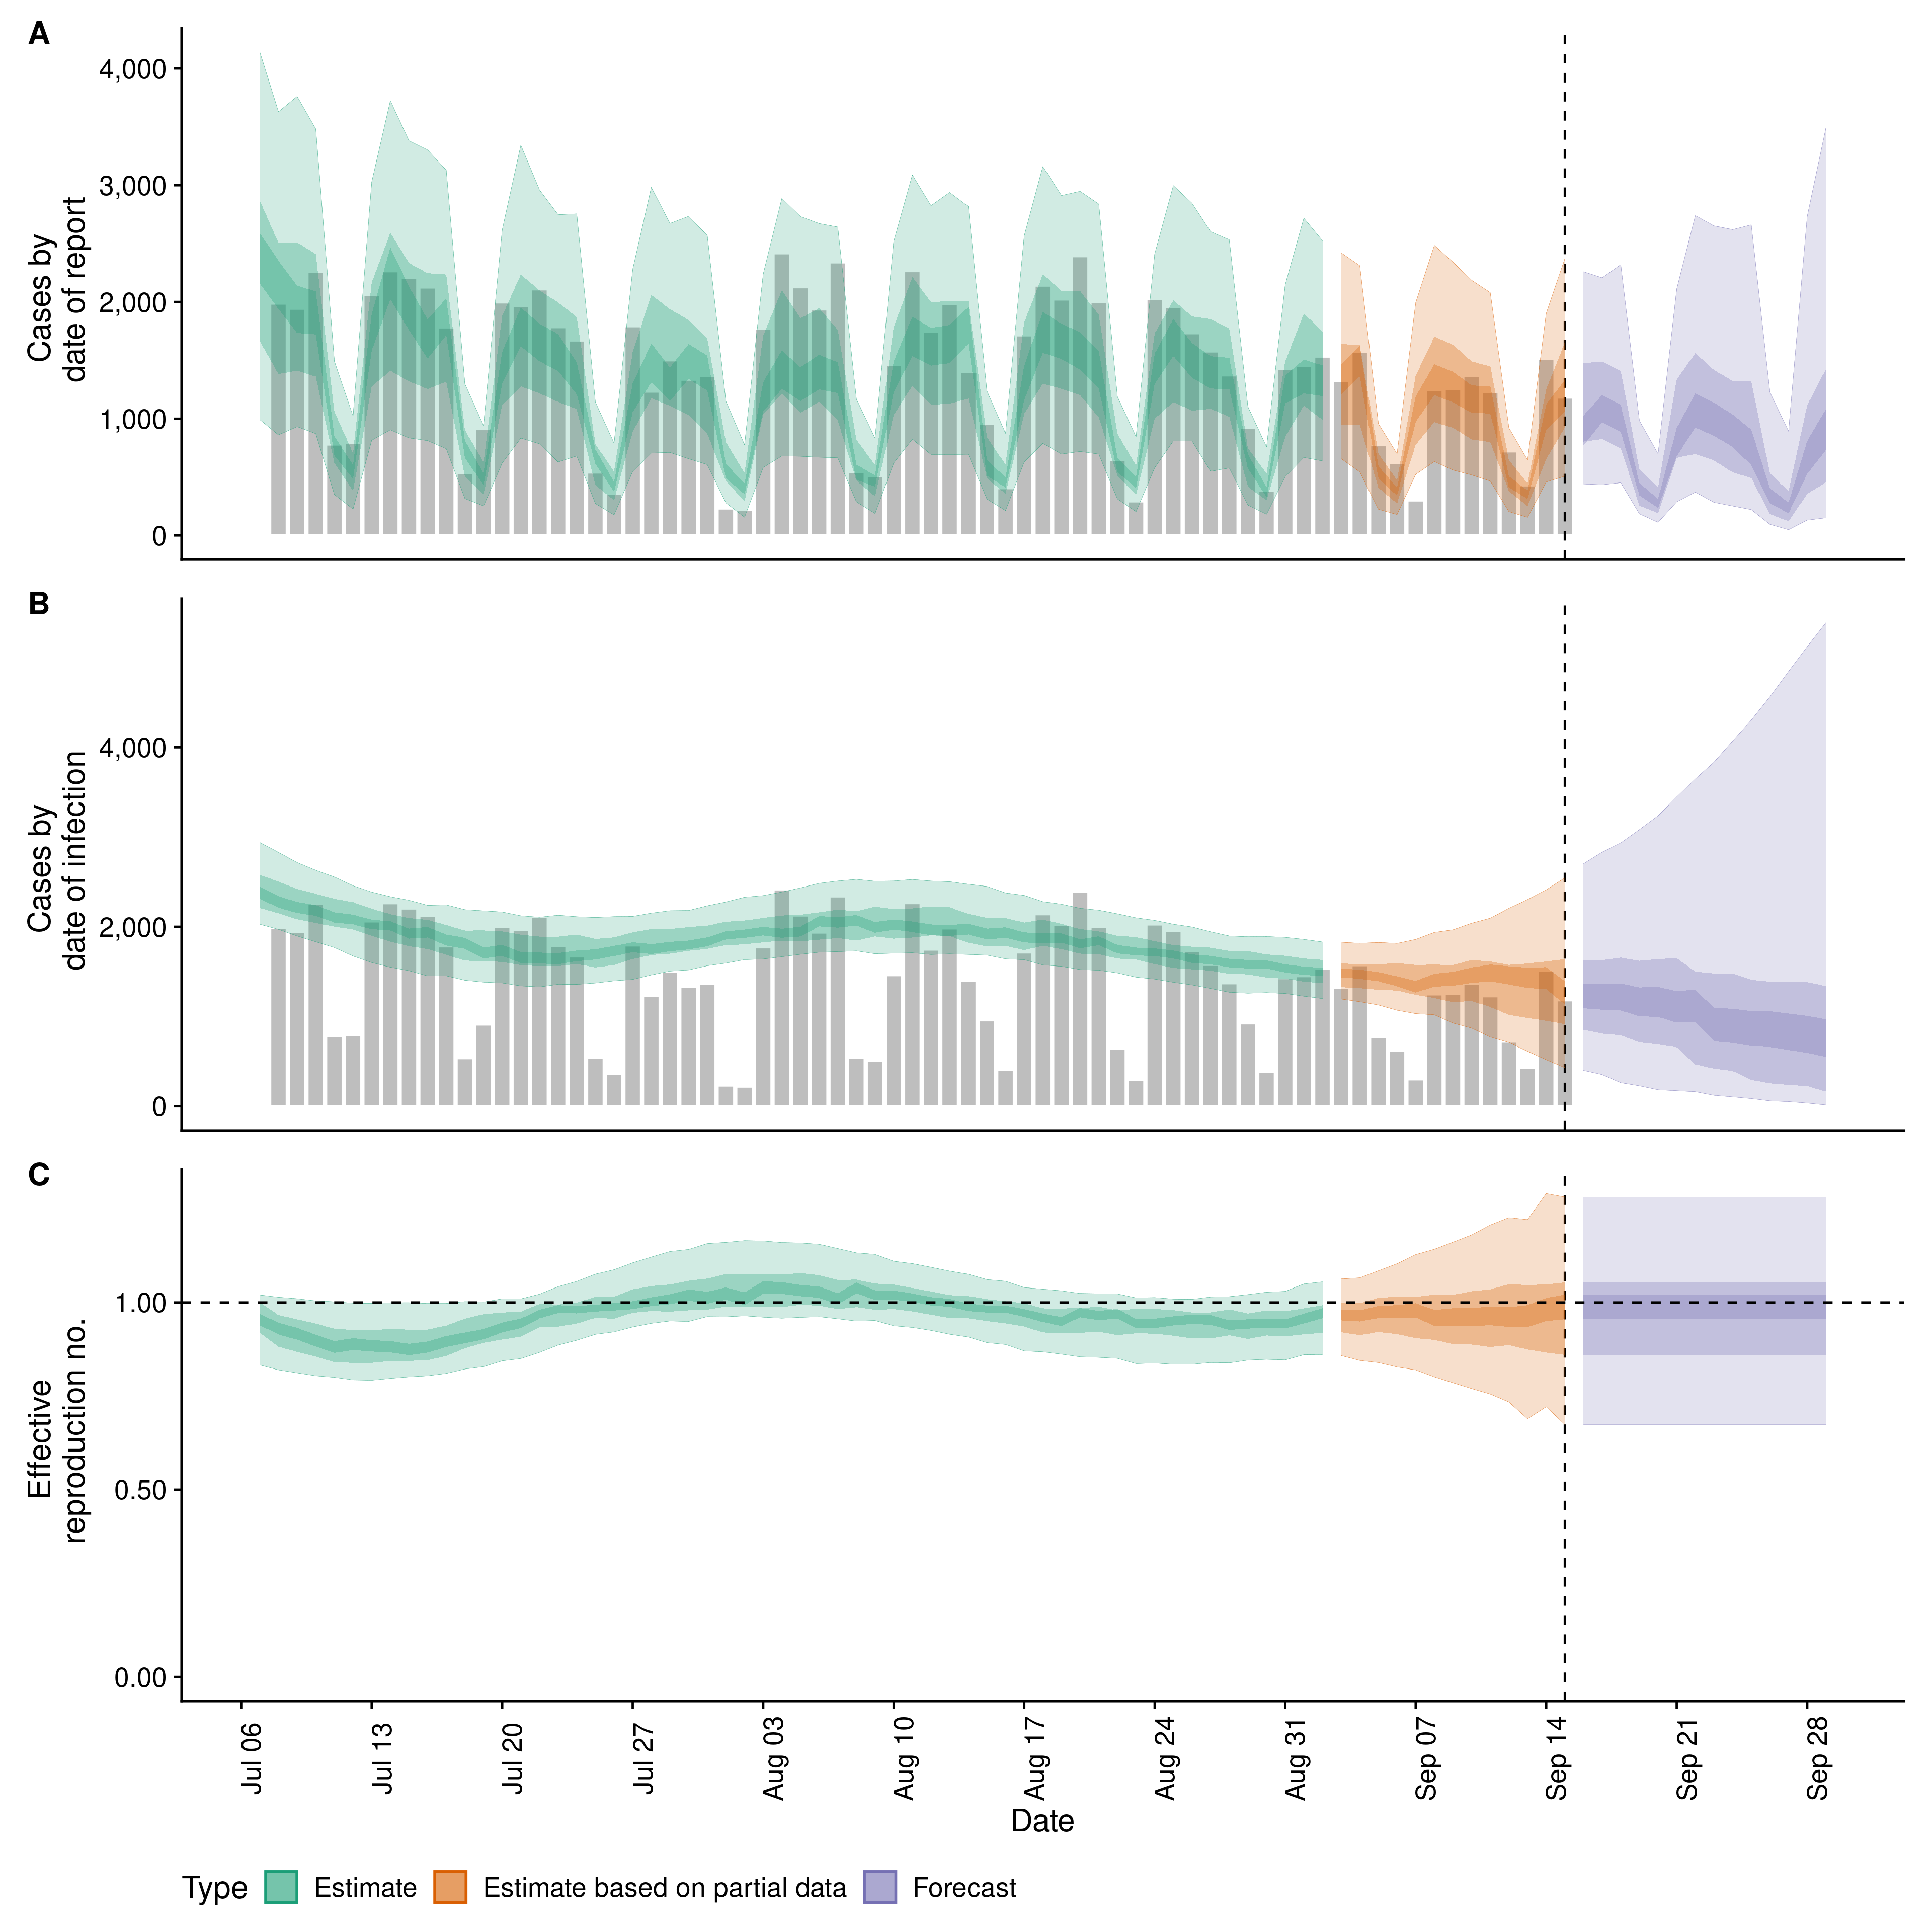 A
4,000
3,000
2,000
1,000
0
Cases by
date of report
B
4,000
2,000
0
Cases by
date of infection
C
1.00
0.50
0.00
Effective
reproduction no.
Jul 06
Jul 13
Jul 20
Jul 27
Aug 03
Aug 10
Aug 17
Aug 24
Aug 31
Sep 07
Sep 14
Sep 21
Sep 28
Date
Type Estimate Estimate based on partial data Forecast